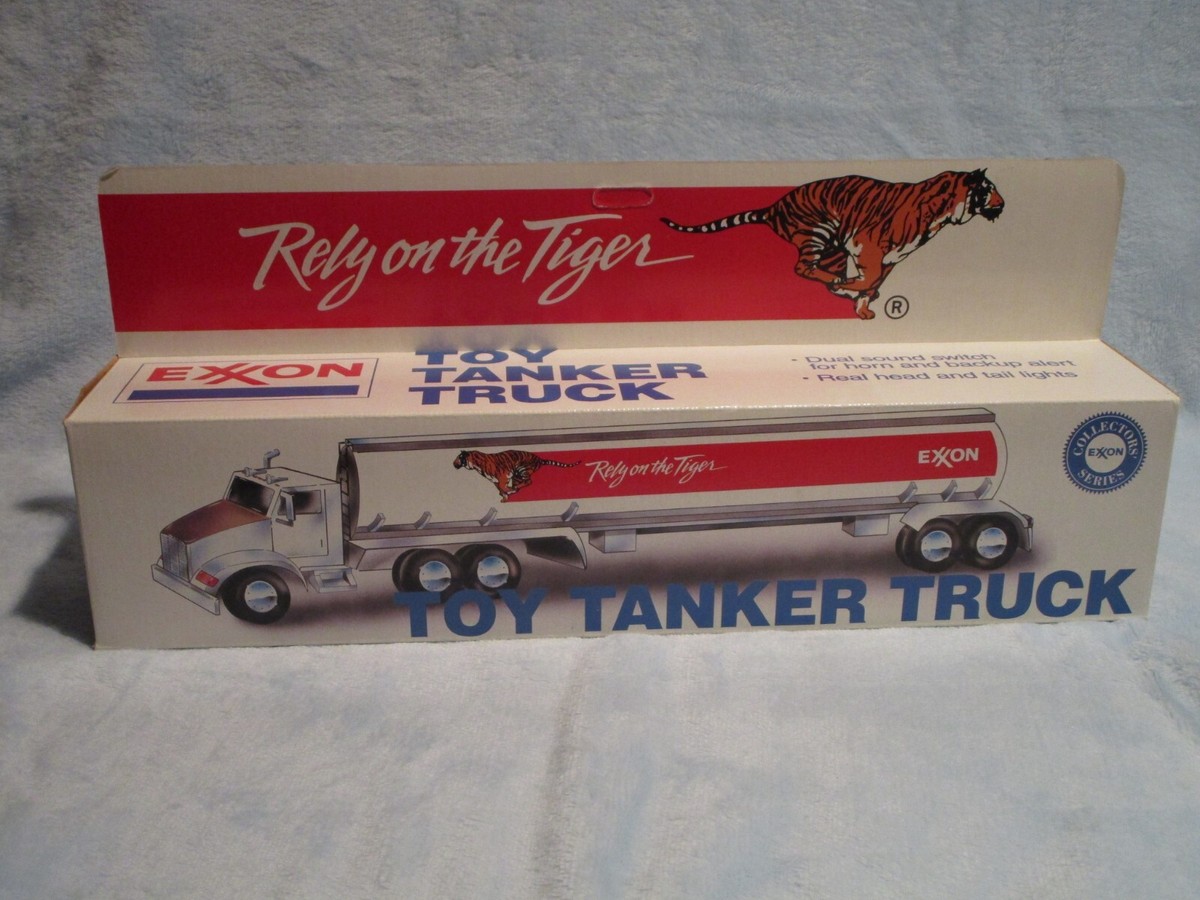 Rely on the Tiger
®
EXXON
TOY
TANKER
TRUCK
• Dual sound switch
for horn and backup alert
• Real head and tail lights
Rely on the Tiger
EXXON
COLLECTORS'
EXXON
SERIES
TOY TANKER TRUCK